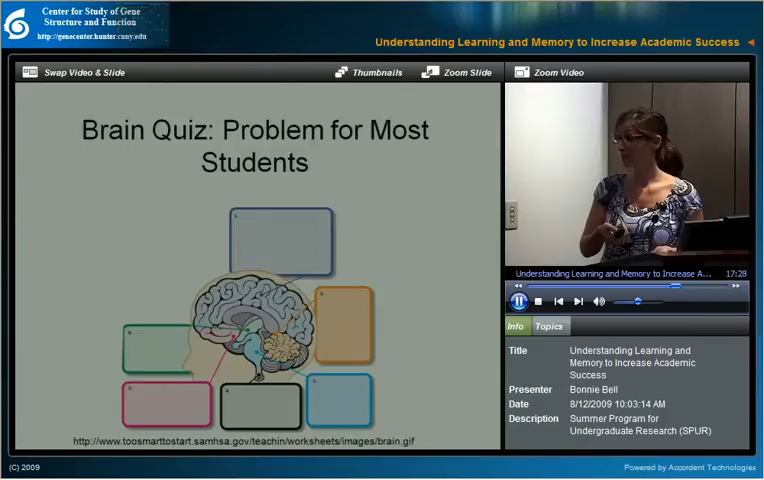 Center for Study of Gene
Structure and Function
http://genecenter.hunter.cuny.edu
Understanding Learning and Memory to Increase Academic Success
Swap Video & Slide
Thumbnails
Zoom Slide
Zoom Video
Brain Quiz: Problem for Most
Students
http://www.toosmarttostart.samhsa.gov/teachin/worksheets/images/brain.gif
Understanding Learning and Memory to Increase A... 17:28
Info
Topics
Title Understanding Learning and
Memory to Increase Academic
Success
Presenter Bonnie Bell
Date 8/12/2009 10:03:14 AM
Description Summer Program for
Undergraduate Research (SPUR)
(C) 2009
Powered by Accordent Technologies